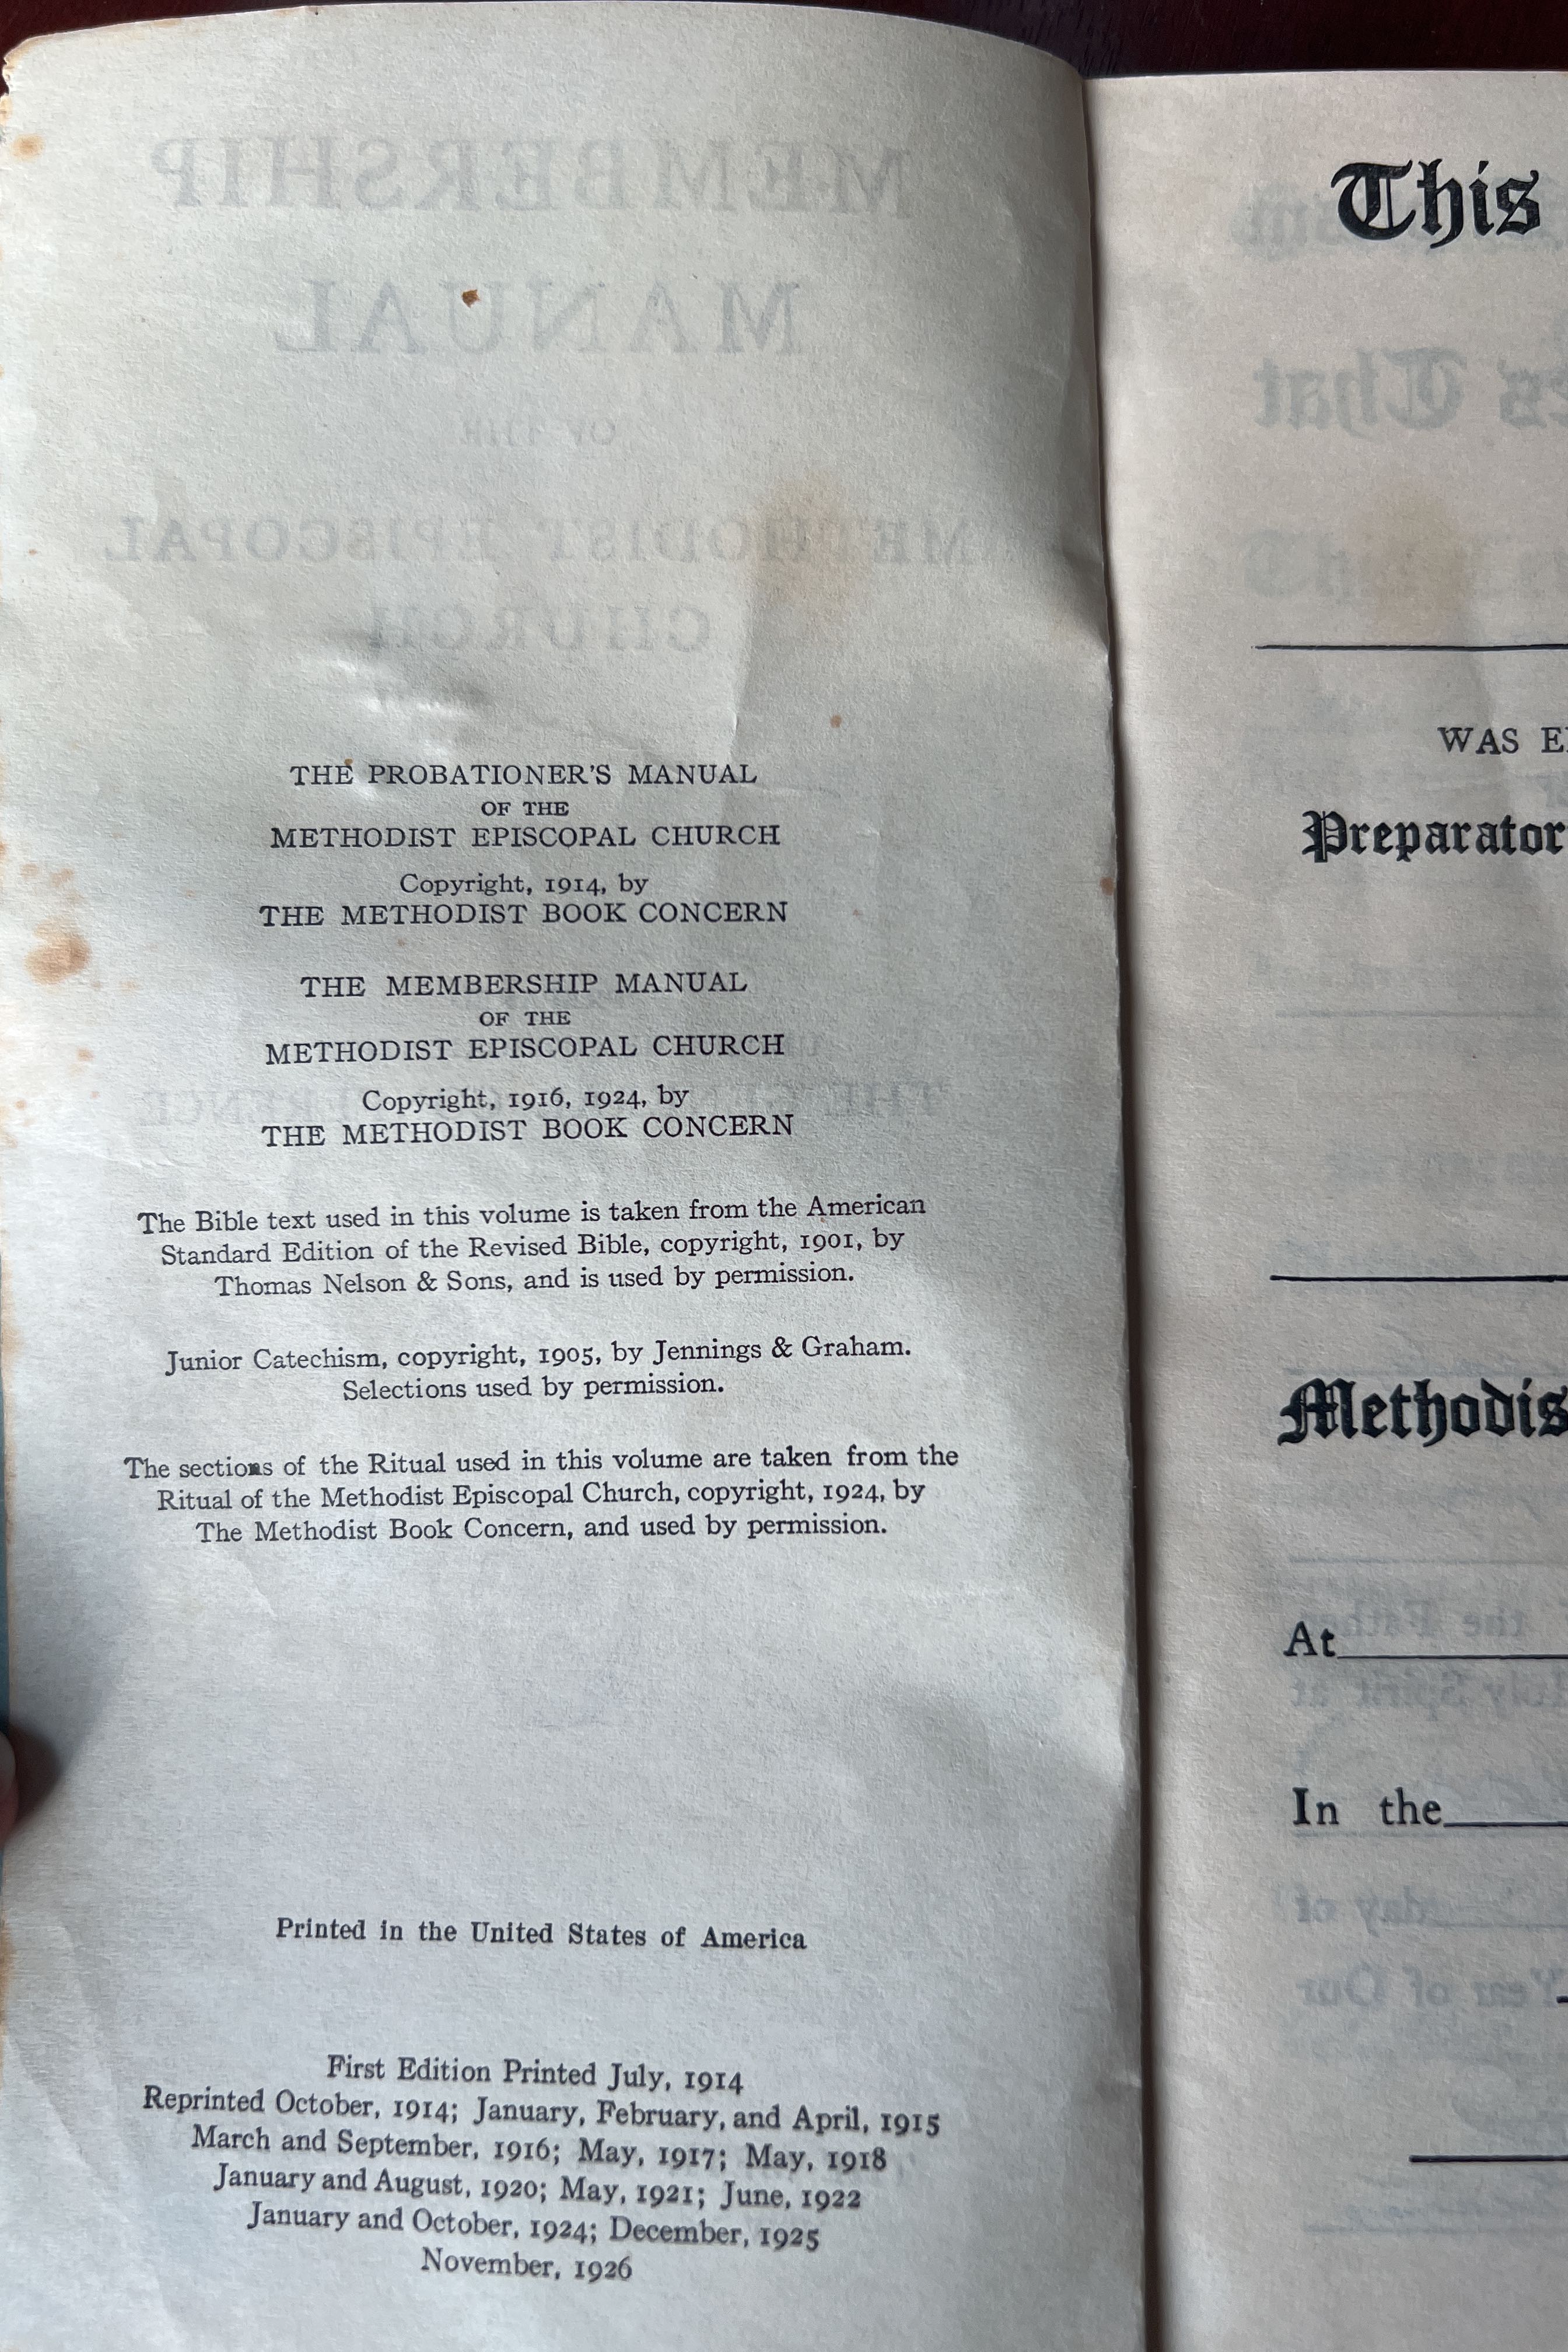 THE PROBATIONER'S MANUAL
OF THE
METHODIST EPISCOPAL CHURCH
Copyright, 1914, by
THE METHODIST BOOK CONCERN
THE MEMBERSHIP MANUAL
OF THE
METHODIST EPISCOPAL CHURCH
Copyright, 1916, 1924, by
THE METHODIST BOOK CONCERN
The Bible text used in this volume is taken from the American
Standard Edition of the Revised Bible, copyright, 1901, by
Thomas Nelson & Sons, and is used by permission.
Junior Catechism, copyright, 1905, by Jennings & Graham.
Selections used by permission.
The sections of the Ritual used in this volume are taken from the
Ritual of the Methodist Episcopal Church, copyright, 1924, by
The Methodist Book Concern, and used by permission.
Printed in the United States of America
First Edition Printed July, 1914
Reprinted October, 1914; January, February, and April, 1915
March and September, 1916; May, 1917; May, 1918
January and August, 1920; May, 1921; June, 1922
January and October, 1924; December, 1925
November, 1926
This
WAS E
Preparator
Methodis
At
In the